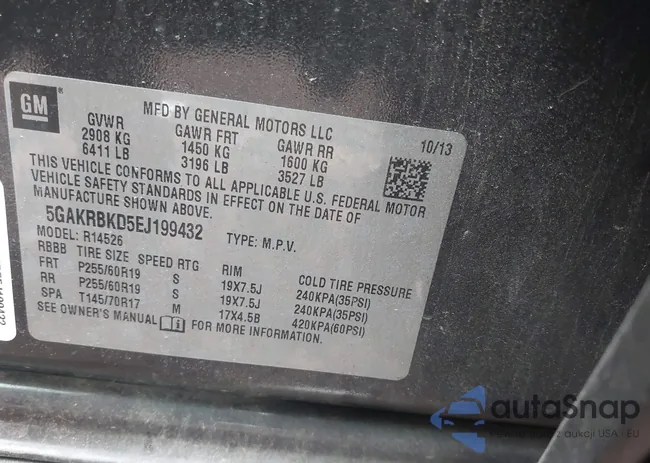 GM
MFD BY GENERAL MOTORS LLC
GVWR GAWR FRT GAWR RR 10/13
2908 KG 1450 KG 1600 KG
6411 LB 3196 LB 3527 LB
THIS VEHICLE CONFORMS TO ALL APPLICABLE U.S. FEDERAL MOTOR
VEHICLE SAFETY STANDARDS IN EFFECT ON THE DATE OF
MANUFACTURE SHOWN ABOVE.
5GAKRBKD5EJ199432 TYPE: M.P.V.
MODEL: R14526
RBBB TIRE SIZE SPEED RTG RIM COLD TIRE PRESSURE
FRT P255/60R19 S 19X7.5J 240KPA(35PSI)
RR P255/60R19 S 19X7.5J 240KPA(35PSI)
SPA T145/70R17 M 17X4.5B 420KPA(60PSI)
SEE OWNER'S MANUAL FOR MORE INFORMATION.
autaSnap
aukcji USA - EU